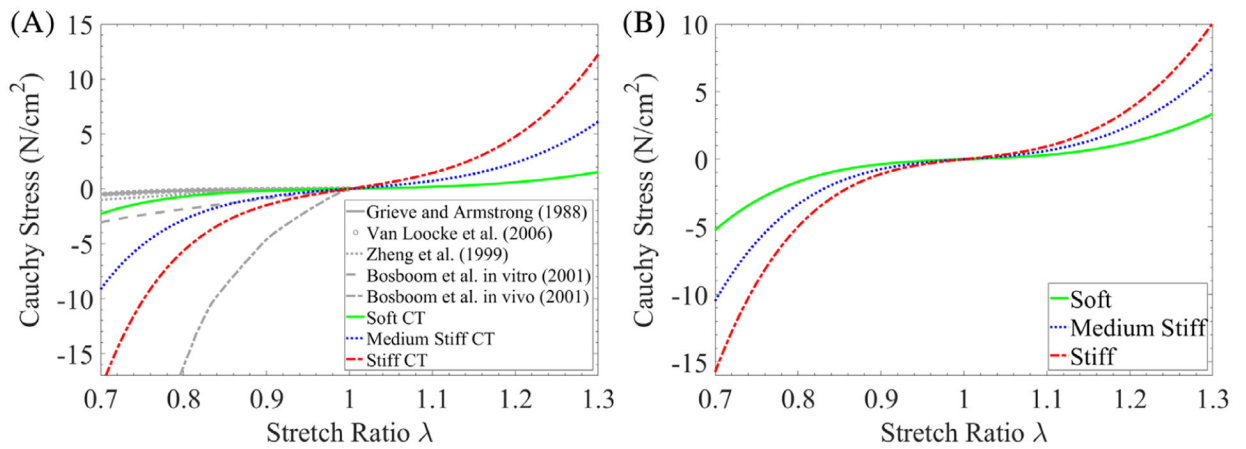 (A)
15
10
5
0
-5
-10
-15
Cauchy Stress (N/cm²)
Grieve and Armstrong (1988)
Van Loocke et al. (2006)
Zheng et al. (1999)
Bosboom et al. in vitro (2001)
Bosboom et al. in vivo (2001)
Soft CT
Medium Stiff CT
Stiff CT
0.7 0.8 0.9 1 1.1 1.2 1.3
Stretch Ratio λ
(B)
10
5
0
-5
-10
-15
Cauchy Stress (N/cm²)
Soft
Medium Stiff
Stiff
0.7 0.8 0.9 1 1.1 1.2 1.3
Stretch Ratio λ